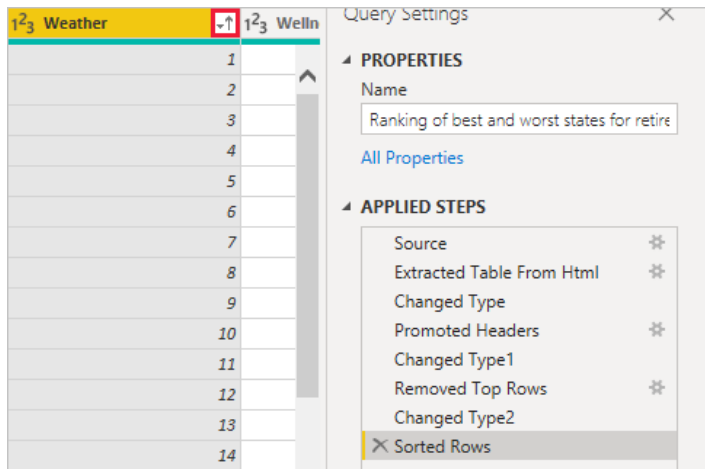 1²3 Weather
1²3 Welln
1
2
3
4
5
6
7
8
9
10
11
12
13
14
Query Settings
PROPERTIES
Name
Ranking of best and worst states for retire
All Properties
APPLIED STEPS
Source
Extracted Table From Html
Changed Type
Promoted Headers
Changed Type1
Removed Top Rows
Changed Type2
Sorted Rows